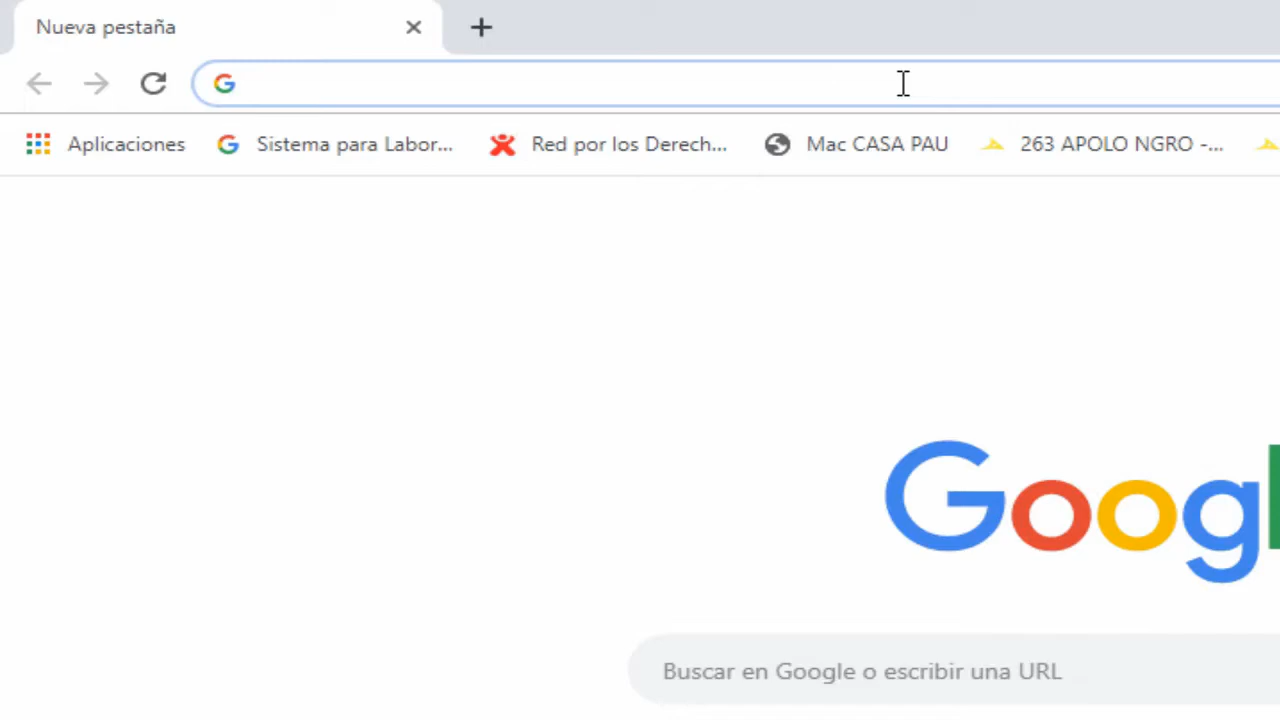 Nueva pestaña
Aplicaciones Sistema para Labor... Red por los Derech... Mac CASA PAU 263 APOLO NGRO -...
Googl
Buscar en Google o escribir una URL